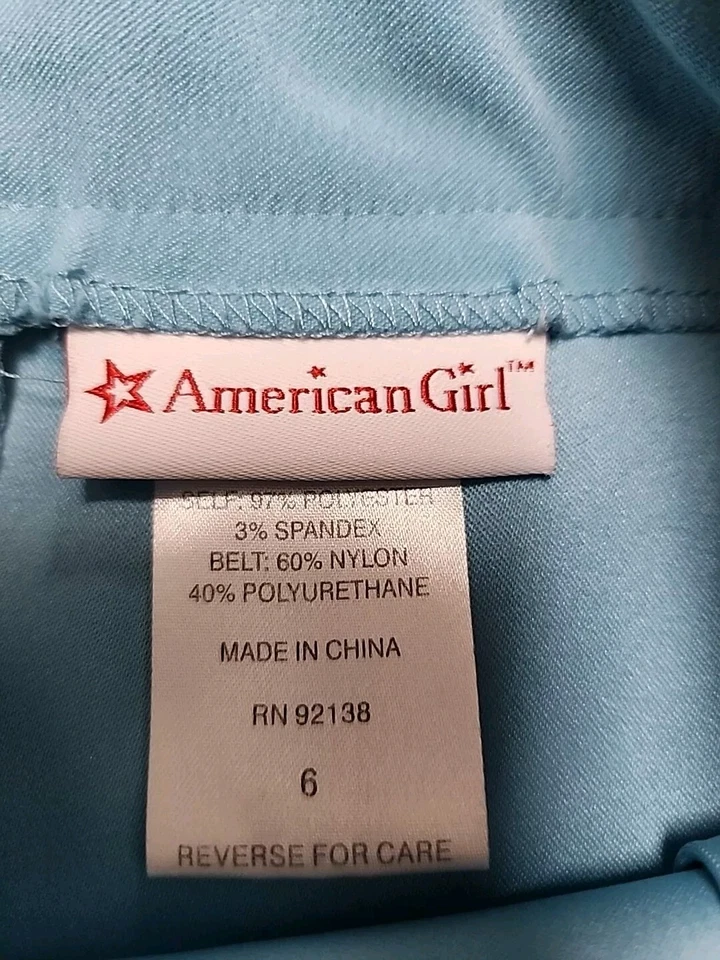 American Girl™
SELF: 97% POLYESTER
3% SPANDEX
BELT: 60% NYLON
40% POLYURETHANE
MADE IN CHINA
RN 92138
6
REVERSE FOR CARE